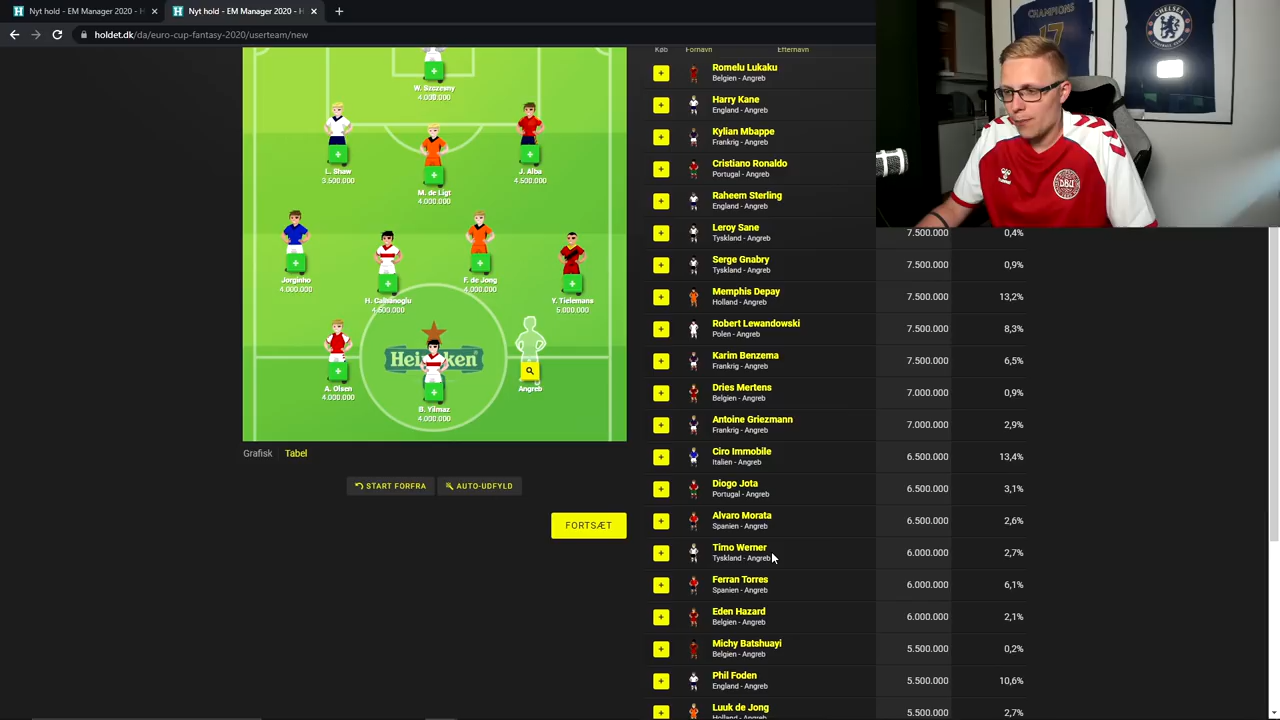 Nyt hold - EM Manager 2020 - H
Nyt hold - EM Manager 2020 - H
holdet.dk/da/euro-cup-fantasy-2020/userteam/new
CHAMPIONS
17
CHELSEA
DBU
W. Szczesny
4.000.000
L. Shaw
3.500.000
M. de Ligt
4.000.000
J. Alba
4.500.000
Jorginho
4.000.000
H. Calhanoglu
F. de Jong
4.000.000
Y. Tielemans
5.000.000
Heineken
A. Olsen
4.000.000
B. Yilmaz
4.000.000
Angreb
Grafisk Tabel
START FORFRA AUTO-UDFYLD
FORTSÆT
Køb Fornavn Efternavn
Romelu Lukaku
Belgien - Angreb
Harry Kane
England - Angreb
Kylian Mbappe
Frankrig - Angreb
Cristiano Ronaldo
Portugal - Angreb
Raheem Sterling
England - Angreb
Leroy Sane 7.500.000 0,4%
Tyskland - Angreb
Serge Gnabry 7.500.000 0,9%
Tyskland - Angreb
Memphis Depay 7.500.000 13,2%
Holland - Angreb
Robert Lewandowski 7.500.000 8,3%
Polen - Angreb
Karim Benzema 7.500.000 6,5%
Frankrig - Angreb
Dries Mertens 7.000.000 0,9%
Belgien - Angreb
Antoine Griezmann 7.000.000 2,9%
Frankrig - Angreb
Ciro Immobile 6.500.000 13,4%
Italien - Angreb
Diogo Jota 6.500.000 3,1%
Portugal - Angreb
Alvaro Morata 6.500.000 2,6%
Spanien - Angreb
Timo Werner 6.000.000 2,7%
Tyskland - Angreb
Ferran Torres 6.000.000 6,1%
Spanien - Angreb
Eden Hazard 6.000.000 2,1%
Belgien - Angreb
Michy Batshuayi 5.500.000 0,2%
Belgien - Angreb
Phil Foden 5.500.000 10,6%
England - Angreb
Luuk de Jong 5.500.000 2,7%
Holland - Angreb